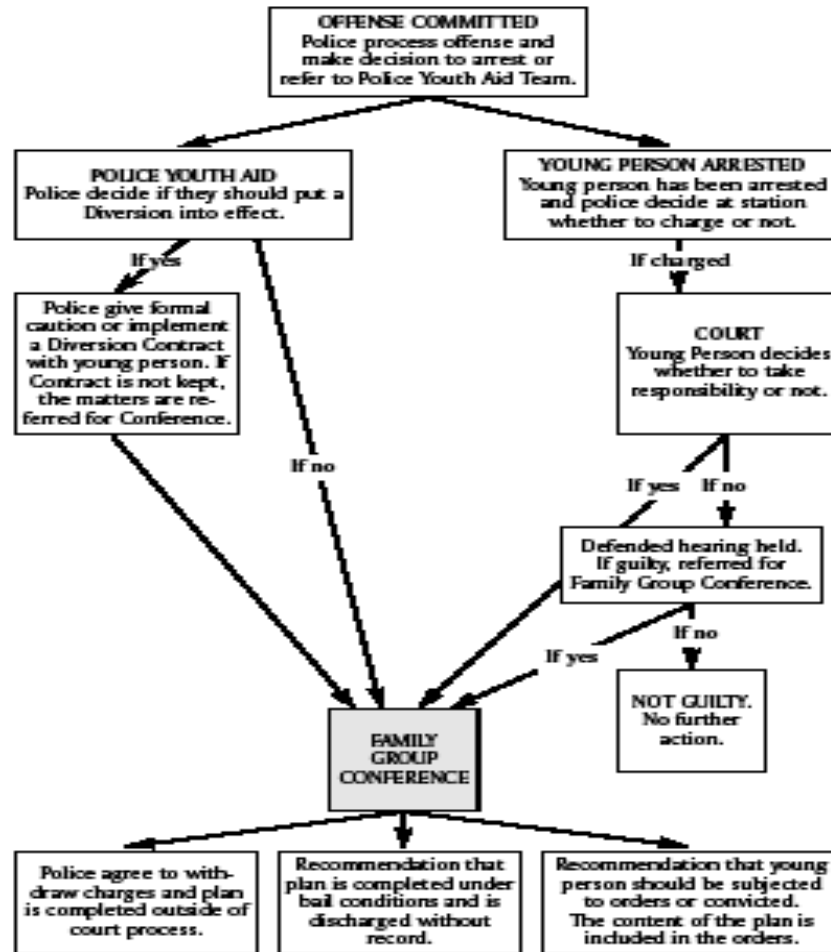 OFFENSE COMMITTED
Police process offense and
make decision to arrest or
refer to Police Youth Aid Team.
POLICE YOUTH AID
Police decide if they should put a
Diversion into effect.
YOUNG PERSON ARRESTED
Young person has been arrested
and police decide at station
whether to charge or not.
If yes
If charged
Police give formal
caution or implement
a Diversion Contract
with young person. If
Contract is not kept,
the matters are re-
ferred for Conference.
COURT
Young Person decides
whether to take
responsibility or not.
If no
If yes
If no
Defended hearing held.
If guilty, referred for
Family Group Conference.
If yes
If no
NOT GUILTY.
No further
action.
FAMILY
GROUP
CONFERENCE
Police agree to with-
draw charges and plan
is completed outside of
court process.
Recommendation that
plan is completed under
bail conditions and is
discharged without
record.
Recommendation that young
person should be subjected
to orders or convicted.
The content of the plan is
included in the orders.